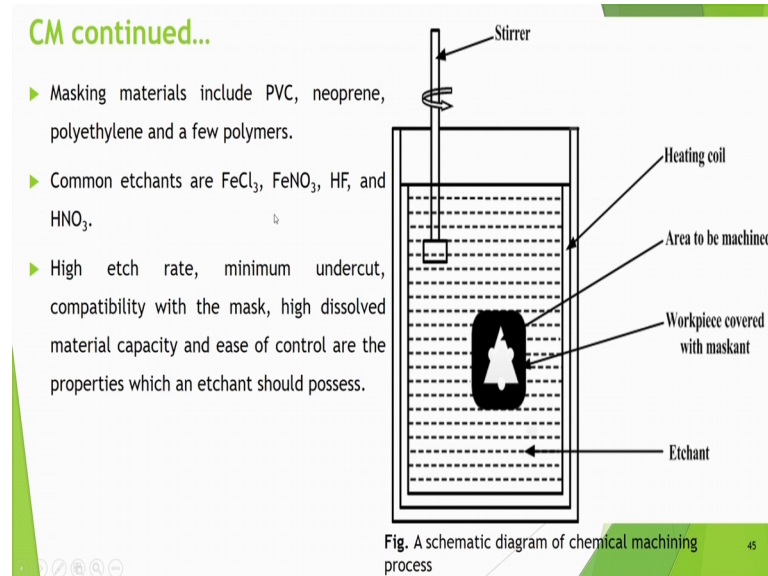 CM continued...
Masking materials include PVC, neoprene,
polyethylene and a few polymers.
Common etchants are FeCl₃, FeNO₃, HF, and
HNO₃.
High etch rate, minimum undercut,
compatibility with the mask, high dissolved
material capacity and ease of control are the
properties which an etchant should possess.
Stirrer
Heating coil
Area to be machined
Workpiece covered
with maskant
Etchant
Fig. A schematic diagram of chemical machining
process
45